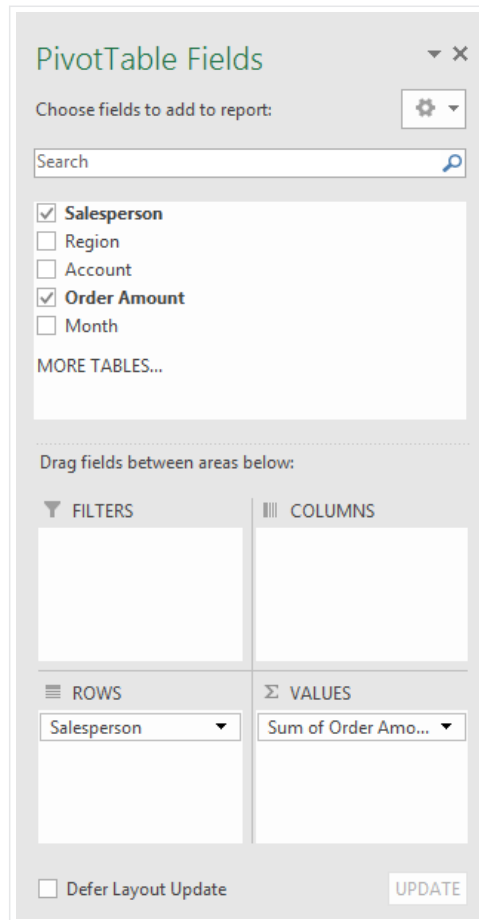 PivotTable Fields
Choose fields to add to report:
Search
Salesperson
Region
Account
Order Amount
Month
MORE TABLES...
Drag fields between areas below:
FILTERS
COLUMNS
ROWS
Σ VALUES
Salesperson
Sum of Order Amo...
Defer Layout Update
UPDATE